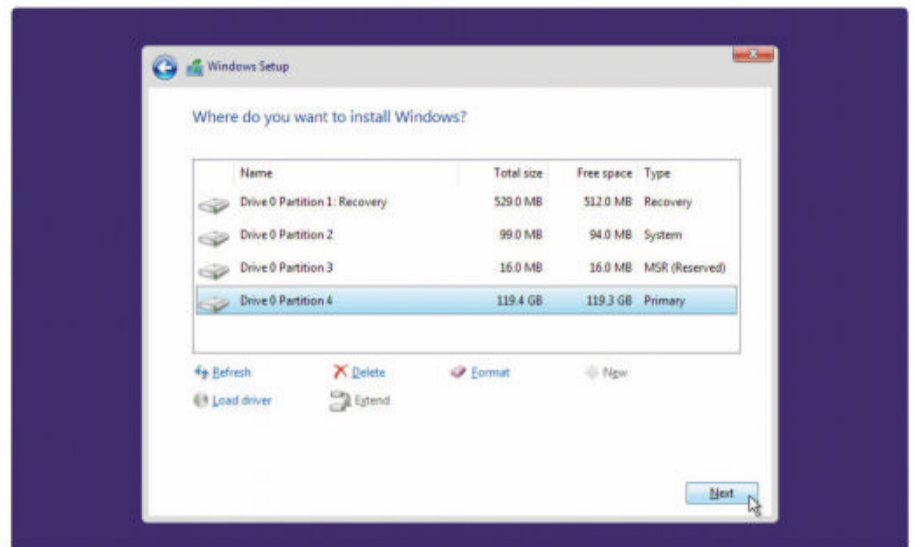 Windows Setup
Where do you want to install Windows?
Name Total size Free space Type
Drive 0 Partition 1: Recovery 529.0 MB 512.0 MB Recovery
Drive 0 Partition 2 99.0 MB 94.0 MB System
Drive 0 Partition 3 16.0 MB 16.0 MB MSR (Reserved)
Drive 0 Partition 4 119.4 GB 119.3 GB Primary
Refresh Delete Format New
Load driver Extend
Next